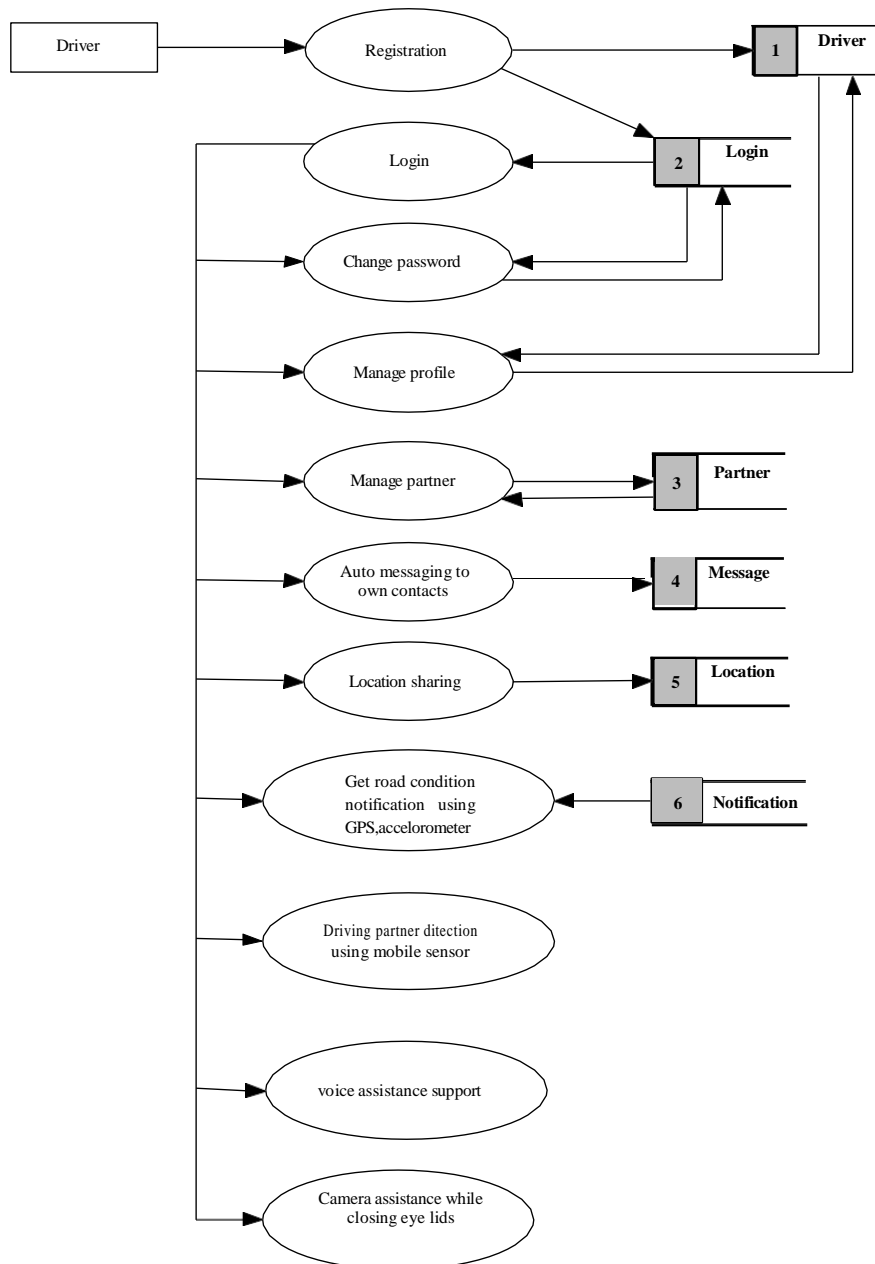 Driver
Registration
1
Driver
Login
2
Login
Change password
Manage profile
Manage partner
3
Partner
Auto messaging to
own contacts
4
Message
Location sharing
5
Location
Get road condition
notification using
GPS,accelorometer
6
Notification
Driving partner ditection
using mobile sensor
voice assistance support
Camera assistance while
closing eye lids